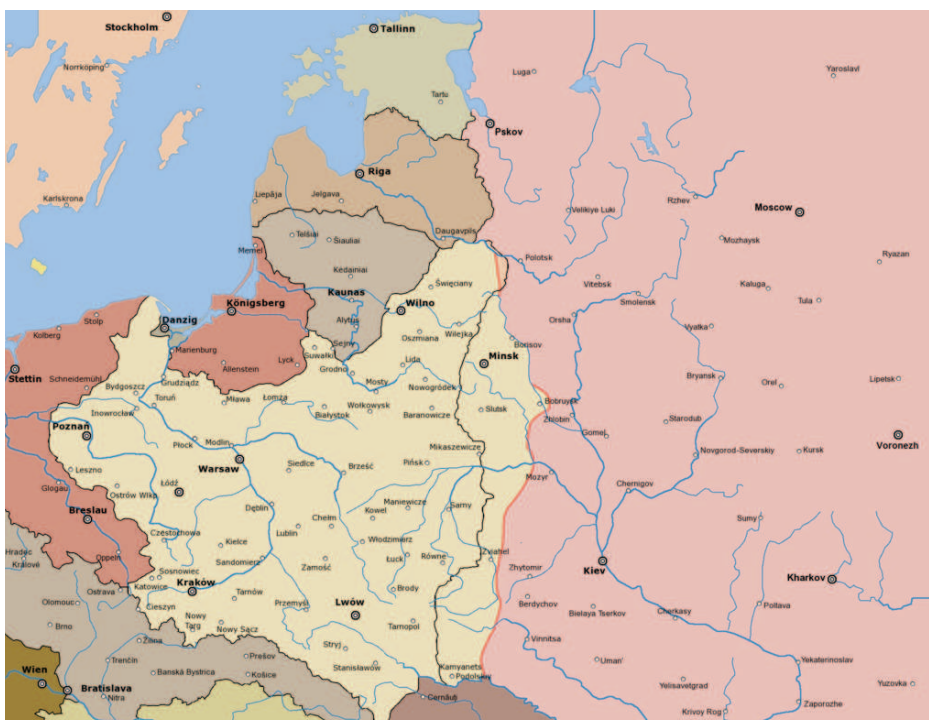 Stockholm
Tallinn
Norrköping
Luga
Yaroslavl
Tartu
Pskov
Riga
Karlskrona
Liepāja
Jelgava
Rzhev
Velikiye Luki
Moscow
Telšiai
Šiauliai
Daugavpils
Mozhaysk
Memel
Polotsk
Ryazan
Kėdainiai
Vitebsk
Kaluga
Święciany
Smolensk
Kaunas
Tula
Königsberg
Wilno
Stolp
Danzig
Orsha
Kolberg
Alytus
Vyalka
Oszmiana
Wilejka
Marienburg
Sejny
Borisov
Suwałki
Lyck
Minsk
Allenstein
Lida
Stettin
Grodno
Schneidemühl
Grudziądz
Mosty
Bryansk
Orel
Lipetsk
Bydgoszcz
Nowogródek
Toruń
Mława
Łomża
Bobruysk
Inowrocław
Białystok
Wołkowysk
Baranowicze
Slutsk
Zhlobin
Starodub
Poznań
Gomel
Płock
Modlin
Mikaszewicze
Voronezh
Novgorod-Severskiy
Kursk
Warsaw
Siedlce
Brześć
Pińsk
Leszno
Mozyr
Glogau
Łódź
Ostrów Wlkp
Chernigov
Maniewicze
Breslau
Dęblin
Kowel
Sarny
Sumy
Chełm
Lublin
Częstochowa
Włodzimierz
Kielce
Zviahel
Oppeln
Hradec
Králové
Sandomierz
Łuck
Równe
Sosnowiec
Zamość
Kiev
Zhytomir
Katowice
Kharkov
Ostrava
Kraków
Tarnów
Brody
Olomouc
Cieszyn
Przemyśl
Berdychov
Lwów
Bielaya Tserkov
Cherkasy
Poltava
Nowy
Targ
Nowy Sącz
Tarnopol
Brno
Žilina
Vinnitsa
Stryj
Prešov
Trenčín
Uman'
Yekaterinoslav
Wien
Banská Bystrica
Košice
Stanisławów
Kamyanets
Podolskiy
Yelisavetgrad
Yuzovka
Bratislava
Nitra
Cernăuţi
Krivoy Rog
Zaporozhe